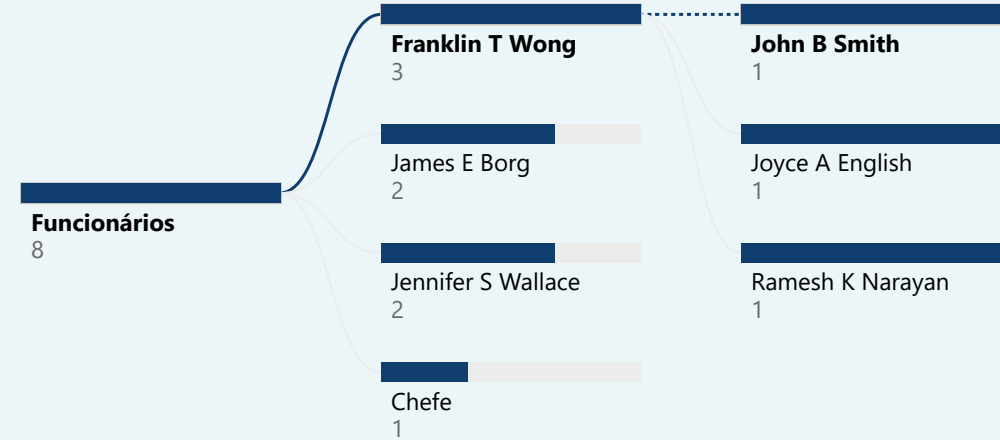 Funcionários
8
Franklin T Wong
3
James E Borg
2
Jennifer S Wallace
2
Chefe
1
John B Smith
1
Joyce A English
1
Ramesh K Narayan
1